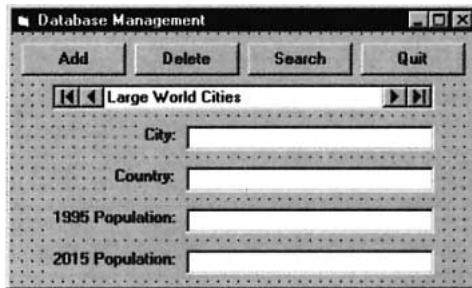 Database Management
Add Delete Search Quit
Large World Cities
City:
Country:
1995 Population:
2015 Population: